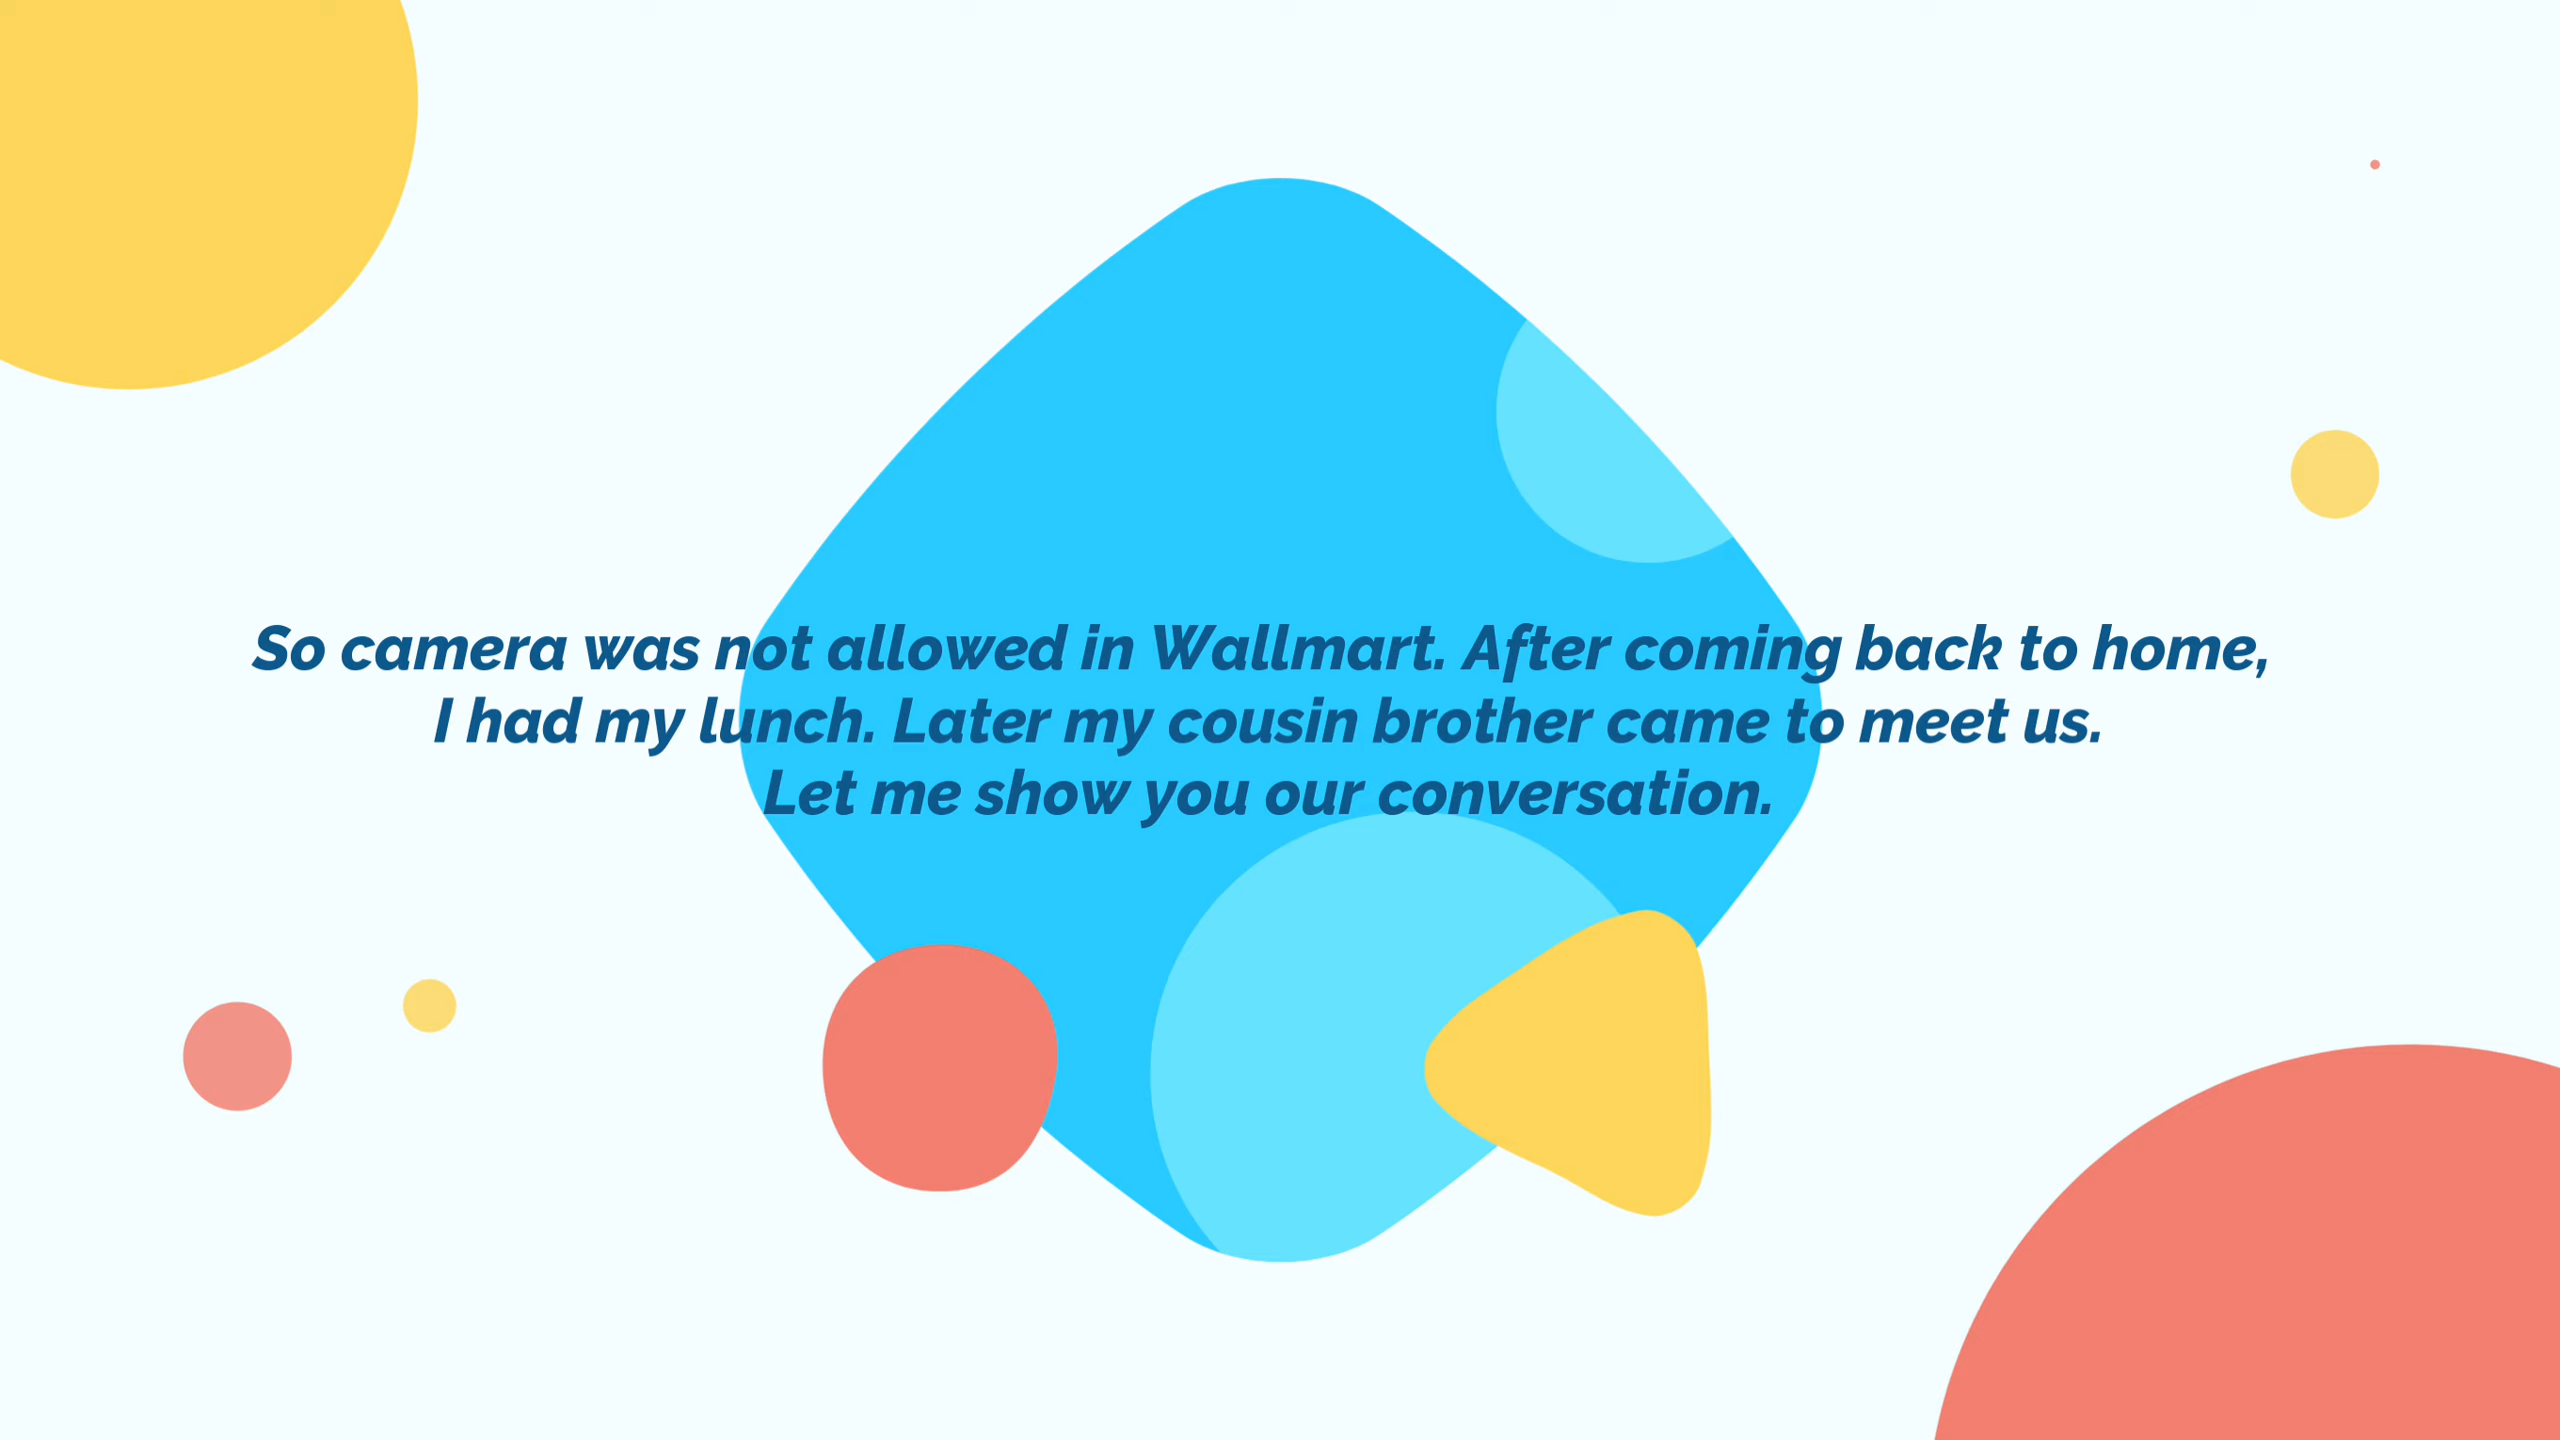 So camera was not allowed in Wallmart. After coming back to home,
I had my lunch. Later my cousin brother came to meet us.
Let me show you our conversation.